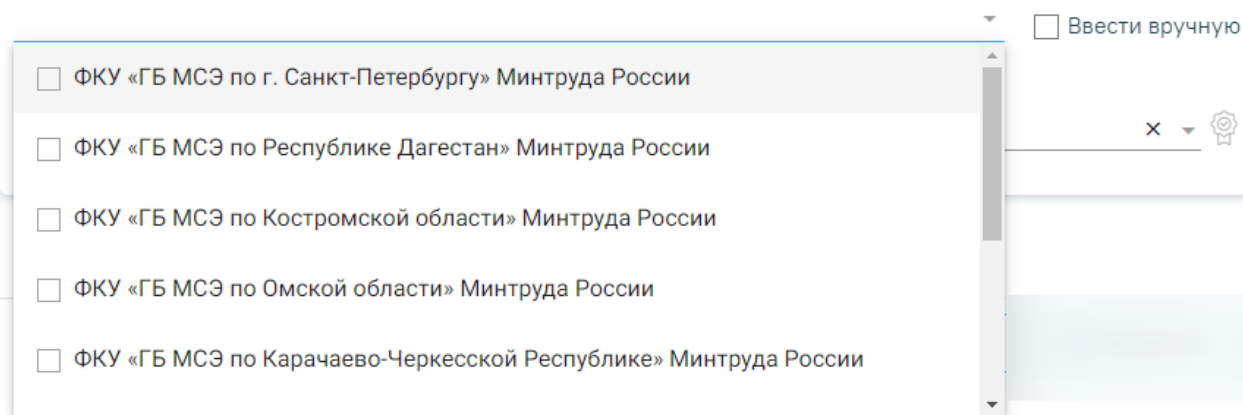 Ввести вручную
ФКУ «ГБ МСЭ по г. Санкт-Петербургу» Минтруда России
ФКУ «ГБ МСЭ по Республике Дагестан» Минтруда России
ФКУ «ГБ МСЭ по Костромской области» Минтруда России
ФКУ «ГБ МСЭ по Омской области» Минтруда России
ФКУ «ГБ МСЭ по Карачаево-Черкесской Республике» Минтруда России